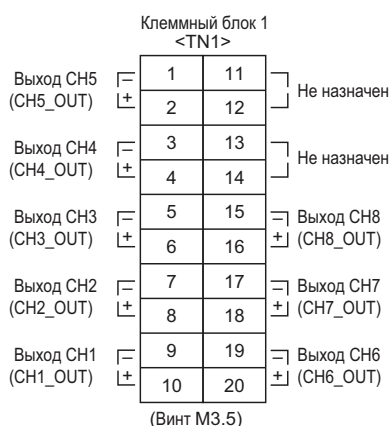 Клеммный блок 1
<TN1>
Выход CH5
(CH5_OUT)
−
+
1
11
2
12
Не назначен
Выход CH4
(CH4_OUT)
−
+
3
13
4
14
Не назначен
Выход CH3
(CH3_OUT)
−
+
5
15
6
16
−
+
Выход CH8
(CH8_OUT)
Выход CH2
(CH2_OUT)
−
+
7
17
8
18
−
+
Выход CH7
(CH7_OUT)
Выход CH1
(CH1_OUT)
−
+
9
19
10
20
−
+
Выход CH6
(CH6_OUT)
(Винт M3.5)